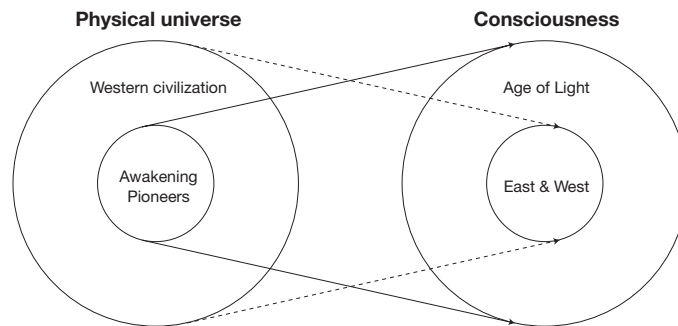 Physical universe
Consciousness
Western civilization
Age of Light
Awakening
Pioneers
East & West